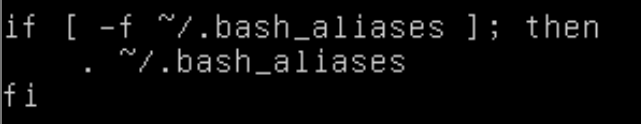 if [ -f ~/.bash_aliases ]; then
    . ~/.bash_aliases
fi